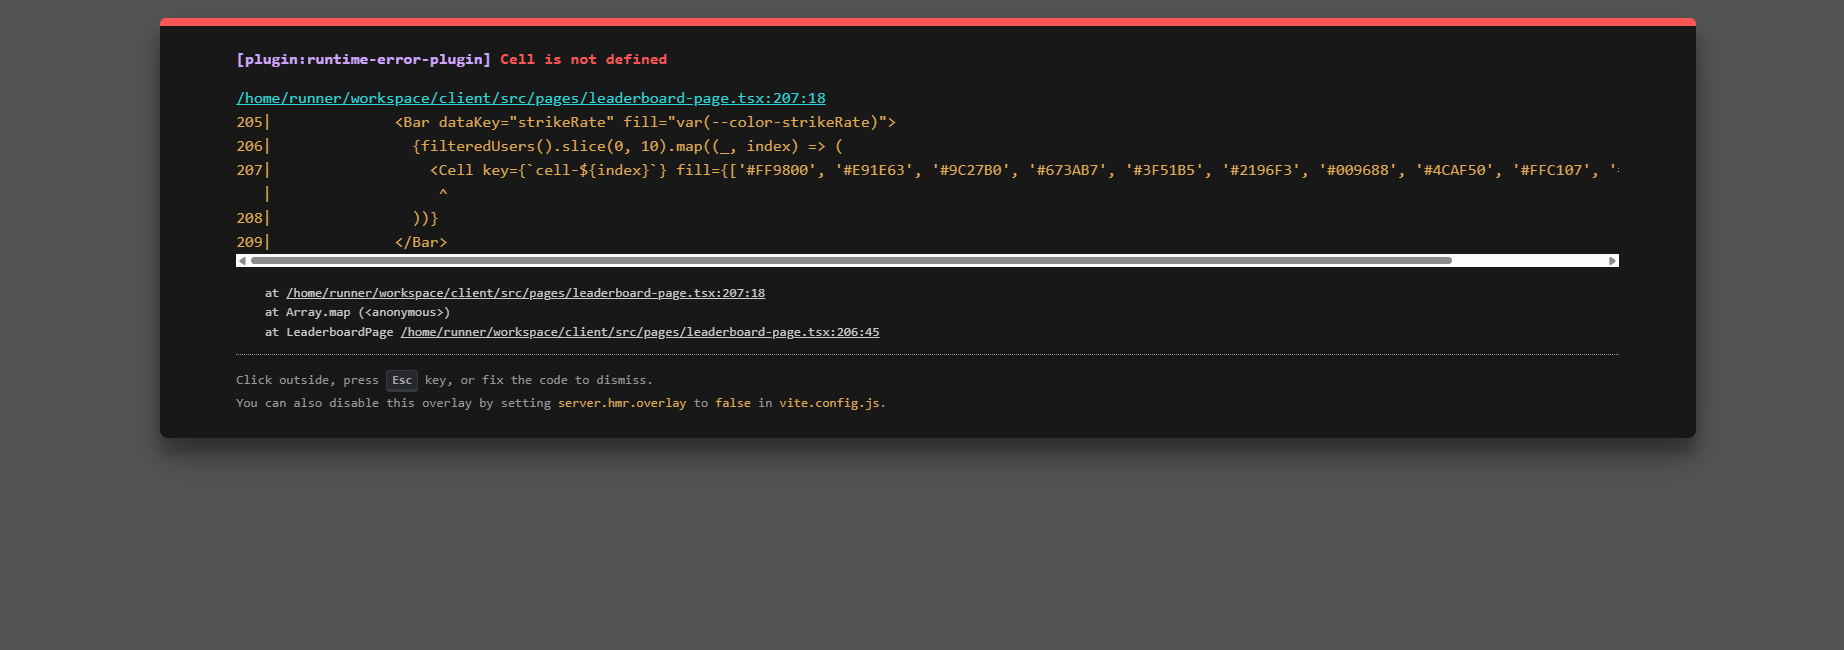 [plugin:runtime-error-plugin] Cell is not defined
/home/runner/workspace/client/src/pages/leaderboard-page.tsx:207:18
205|              <Bar dataKey="strikeRate" fill="var(--color-strikeRate)">
206|                {filteredUsers().slice(0, 10).map((_, index) => (
207|                  <Cell key={`cell-${index}`} fill={['#FF9800', '#E91E63', '#9C27B0', '#673AB7', '#3F51B5', '#2196F3', '#009688', '#4CAF50', '#FFC107', '
   |                   ^
208|                ))}
209|              </Bar>
at /home/runner/workspace/client/src/pages/leaderboard-page.tsx:207:18
at Array.map (<anonymous>)
at LeaderboardPage /home/runner/workspace/client/src/pages/leaderboard-page.tsx:206:45
Click outside, press Esc key, or fix the code to dismiss.
You can also disable this overlay by setting server.hmr.overlay to false in vite.config.js.